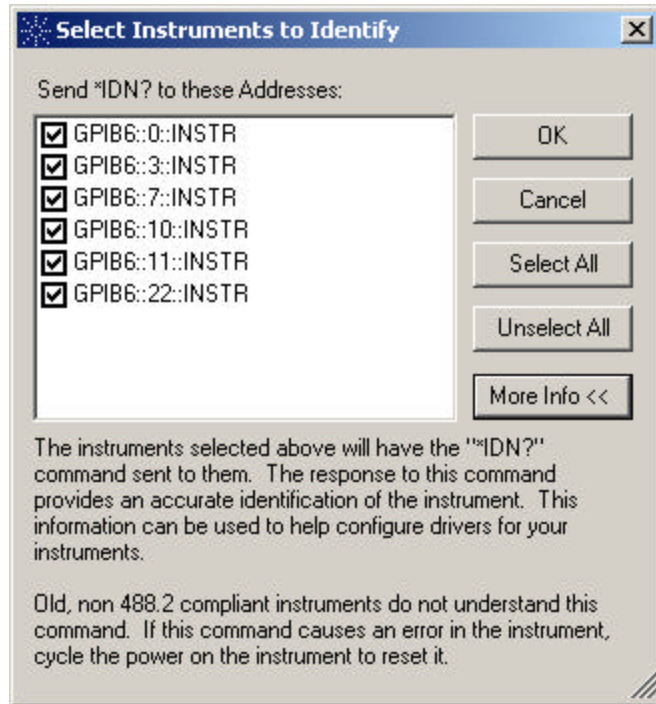 Select Instruments to Identify
Send *IDN? to these Addresses:
GPIB6::0::INSTR
GPIB6::3::INSTR
GPIB6::7::INSTR
GPIB6::10::INSTR
GPIB6::11::INSTR
GPIB6::22::INSTR
OK
Cancel
Select All
Unselect All
More Info <<
The instruments selected above will have the "*IDN?"
command sent to them.  The response to this command
provides an accurate identification of the instrument.  This
information can be used to help configure drivers for your
instruments.
Old, non 488.2 compliant instruments do not understand this
command.  If this command causes an error in the instrument,
cycle the power on the instrument to reset it.